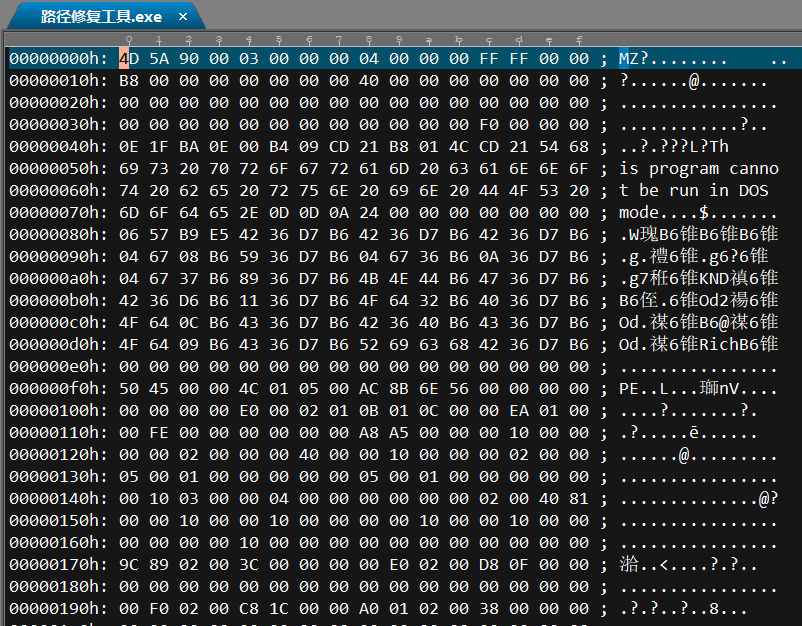 路径修复工具.exe ×
0 1 2 3 4 5 6 7 8 9 a b c d e f
00000000h: 4D 5A 90 00 03 00 00 00 04 00 00 00 FF FF 00 00 ; MZ?........ ..
00000010h: B8 00 00 00 00 00 00 00 40 00 00 00 00 00 00 00 ; ?......@.......
00000020h: 00 00 00 00 00 00 00 00 00 00 00 00 00 00 00 00 ; ................
00000030h: 00 00 00 00 00 00 00 00 00 00 00 00 F0 00 00 00 ; ............?..
00000040h: 0E 1F BA 0E 00 B4 09 CD 21 B8 01 4C CD 21 54 68 ; ..?.???L?Th
00000050h: 69 73 20 70 72 6F 67 72 61 6D 20 63 61 6E 6E 6F ; is program canno
00000060h: 74 20 62 65 20 72 75 6E 20 69 6E 20 44 4F 53 20 ; t be run in DOS
00000070h: 6D 6F 64 65 2E 0D 0D 0A 24 00 00 00 00 00 00 00 ; mode....$.......
00000080h: 06 57 B9 E5 42 36 D7 B6 42 36 D7 B6 42 36 D7 B6 ; .W瑰B6锥B6锥B6锥
00000090h: 04 67 08 B6 59 36 D7 B6 04 67 36 B6 0A 36 D7 B6 ; .g.禮6锥.g6?6锥
000000a0h: 04 67 37 B6 89 36 D7 B6 4B 4E 44 B6 47 36 D7 B6 ; .g7秹6锥KND禛6锥
000000b0h: 42 36 D6 B6 11 36 D7 B6 4F 64 32 B6 40 36 D7 B6 ; B6侄.6锥Od2禓6锥
000000c0h: 4F 64 0C B6 43 36 D7 B6 42 36 40 B6 43 36 D7 B6 ; Od.禖6锥B6@禖6锥
000000d0h: 4F 64 09 B6 43 36 D7 B6 52 69 63 68 42 36 D7 B6 ; Od.禖6锥RichB6锥
000000e0h: 00 00 00 00 00 00 00 00 00 00 00 00 00 00 00 00 ; ................
000000f0h: 50 45 00 00 4C 01 05 00 AC 8B 6E 56 00 00 00 00 ; PE..L...瑡nV....
00000100h: 00 00 00 00 E0 00 02 01 0B 01 0C 00 00 EA 01 00 ; ....?.......?.
00000110h: 00 FE 00 00 00 00 00 00 A8 A5 00 00 00 10 00 00 ; .?.....ē......
00000120h: 00 00 02 00 00 00 40 00 00 10 00 00 00 02 00 00 ; ......@.........
00000130h: 05 00 01 00 00 00 00 00 05 00 01 00 00 00 00 00 ; ................
00000140h: 00 10 03 00 00 04 00 00 00 00 00 00 02 00 40 81 ; ..............@?
00000150h: 00 00 10 00 00 10 00 00 00 00 10 00 00 10 00 00 ; ................
00000160h: 00 00 00 00 10 00 00 00 00 00 00 00 00 00 00 00 ; ................
00000170h: 9C 89 02 00 3C 00 00 00 00 E0 02 00 D8 0F 00 00 ; 湁..<....?.?..
00000180h: 00 00 00 00 00 00 00 00 00 00 00 00 00 00 00 00 ; ................
00000190h: 00 F0 02 00 C8 1C 00 00 A0 01 02 00 38 00 00 00 ; .?.?..?..8...